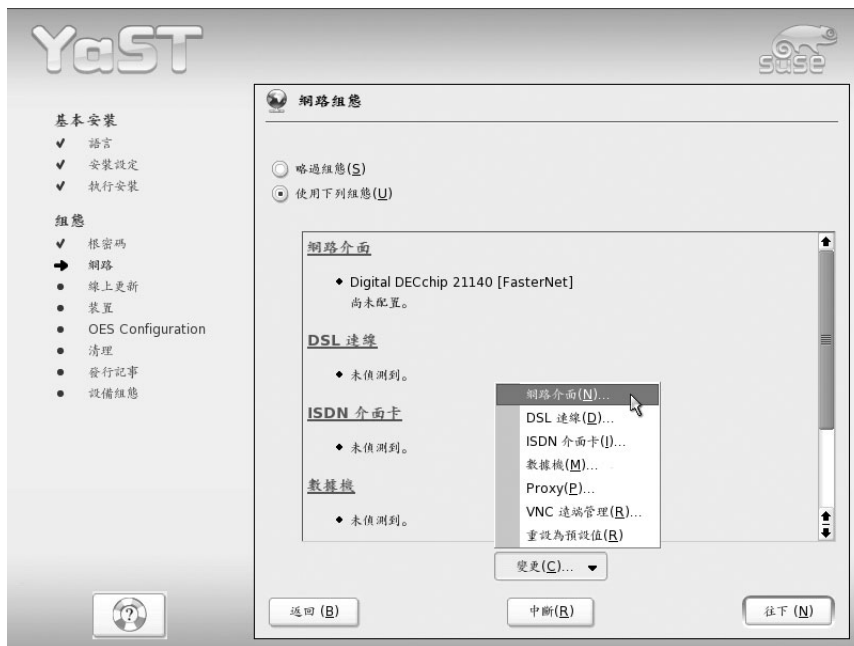 YaST
SUSE
基本安裝
語言
安裝設定
執行安裝
組態
根密碼
網路
線上更新
裝置
OES Configuration
清理
發行記事
設備組態
網路組態
略過組態(S)
使用下列組態(U)
網路介面
Digital DECchip 21140 [FasterNet]
尚未配置。
DSL 連線
未偵測到。
ISDN 介面卡
未偵測到。
數據機
未偵測到。
網路介面(N)...
DSL 連線(D)...
ISDN 介面卡(I)...
數據機(M)...
Proxy(P)...
VNC 遠端管理(R)...
重設為預設值(R)
變更(C)...
返回 (B)
中斷(R)
往下 (N)